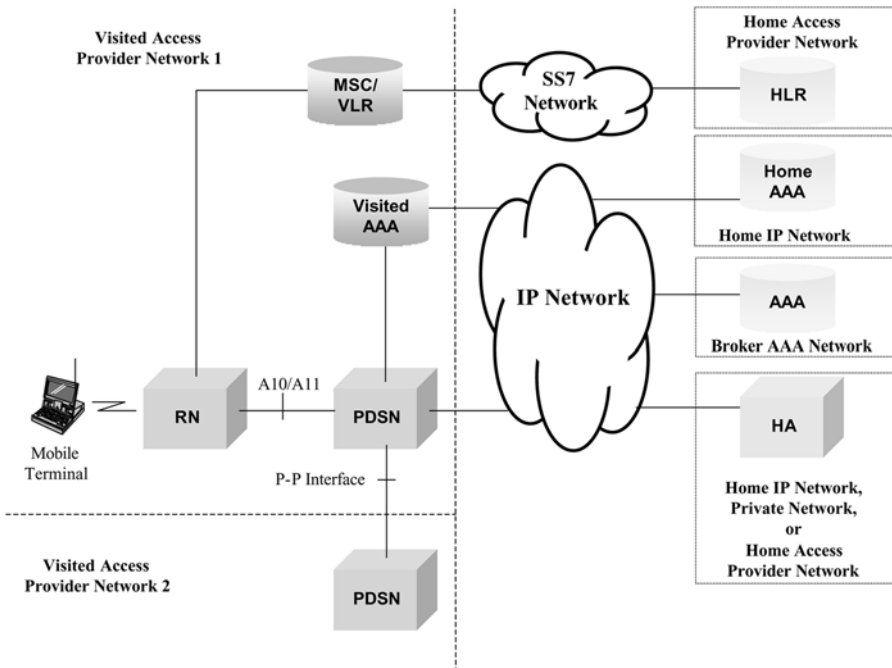 Visited Access
Provider Network 1
MSC/
VLR
SS7
Network
Home Access
Provider Network
HLR
Visited
AAA
Home
AAA
Home IP Network
IP Network
AAA
Broker AAA Network
Mobile
Terminal
RN
A10/A11
PDSN
HA
P-P Interface
Home IP Network,
Private Network,
or
Home Access
Provider Network
Visited Access
Provider Network 2
PDSN